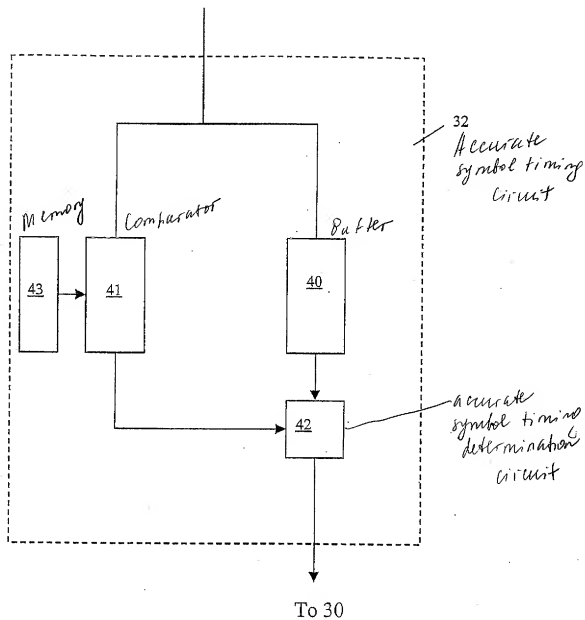 32
Accurate
symbol timing
circuit
Memory
Comparator
Buffer
43
41
40
42
accurate
symbol timing
determination
circuit
To 30